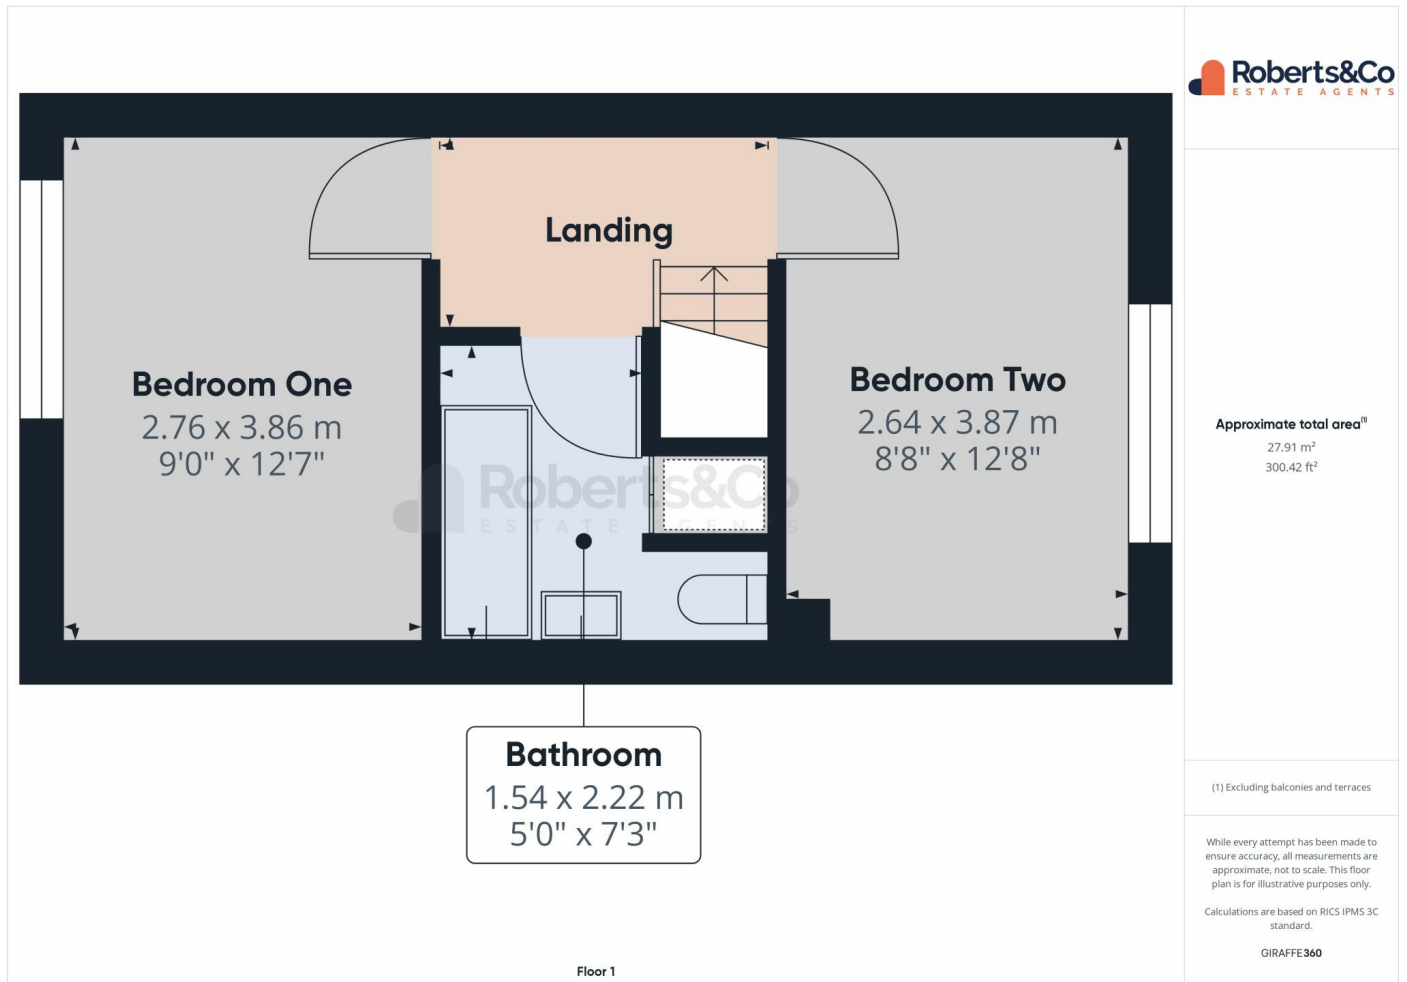 Roberts&Co
ESTATE AGENTS
Landing
Bedroom One
2.76 x 3.86 m
9'0" x 12'7"
Bedroom Two
2.64 x 3.87 m
8'8" x 12'8"
Roberts&Co
ESTATE AGENTS
Bathroom
1.54 x 2.22 m
5'0" x 7'3"
Floor 1
Approximate total area(1)
27.91 m²
300.42 ft²
(1) Excluding balconies and terraces
While every attempt has been made to
ensure accuracy, all measurements are
approximate, not to scale. This floor
plan is for illustrative purposes only.
Calculations are based on RICS IPMS 3C
standard.
GIRAFFE360